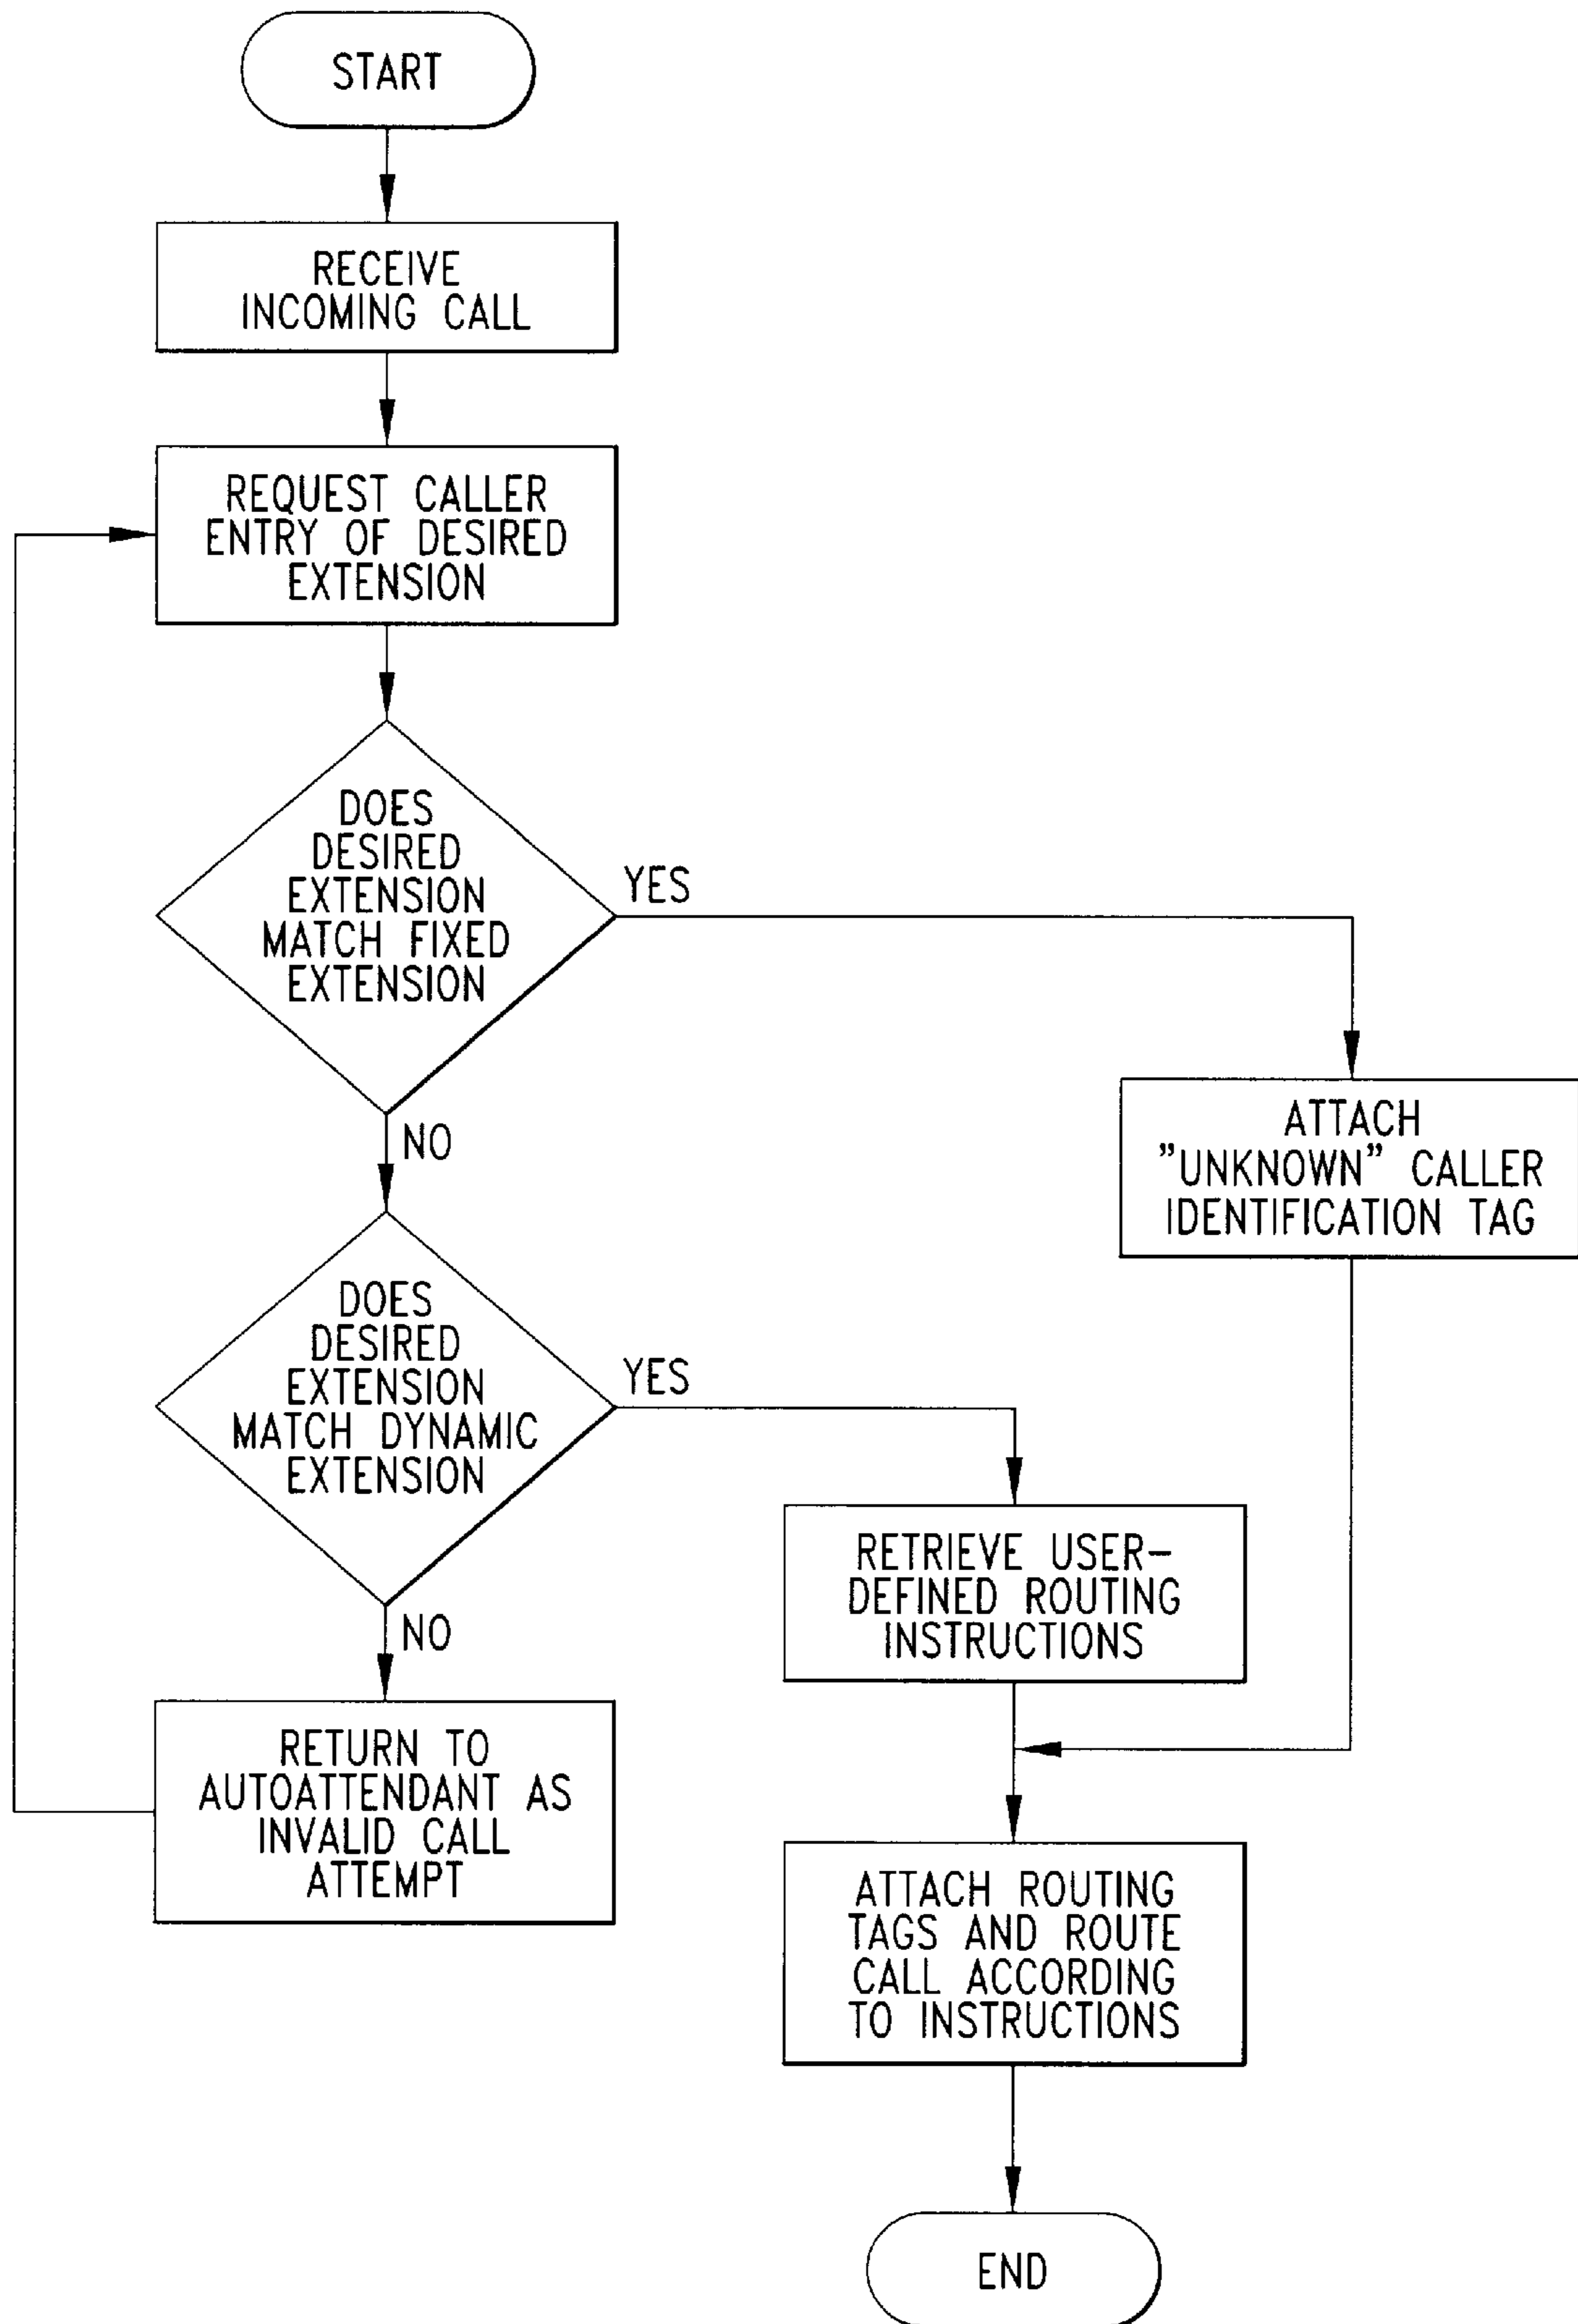 START
RECEIVE
INCOMING CALL
REQUEST CALLER
ENTRY OF DESIRED
EXTENSION
DOES
DESIRED
EXTENSION
MATCH FIXED
EXTENSION
YES
NO
ATTACH
"UNKNOWN" CALLER
IDENTIFICATION TAG
DOES
DESIRED
EXTENSION
MATCH DYNAMIC
EXTENSION
YES
NO
RETRIEVE USER-
DEFINED ROUTING
INSTRUCTIONS
RETURN TO
AUTOATTENDANT AS
INVALID CALL
ATTEMPT
ATTACH ROUTING
TAGS AND ROUTE
CALL ACCORDING
TO INSTRUCTIONS
END